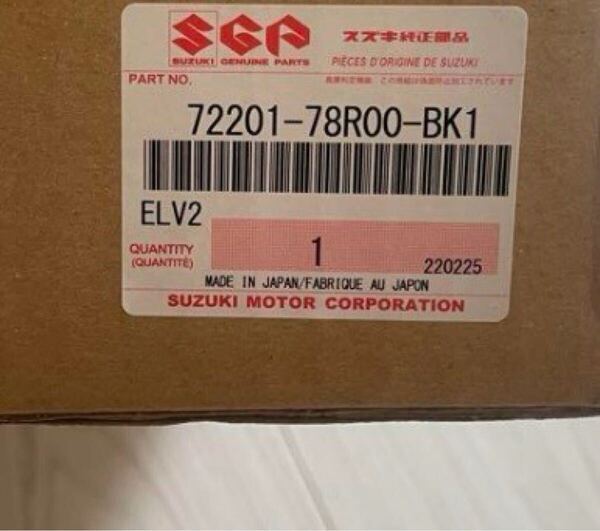 SGP
SUZUKI GENUINE PARTS
スズキ純正部品
PIÈCES D'ORIGINE DE SUZUKI
PART NO.
72201-78R00-BK1
ELV2
QUANTITY
(QUANTITÉ)
1
220225
MADE IN JAPAN/FABRIQUE AU JAPON
SUZUKI MOTOR CORPORATION